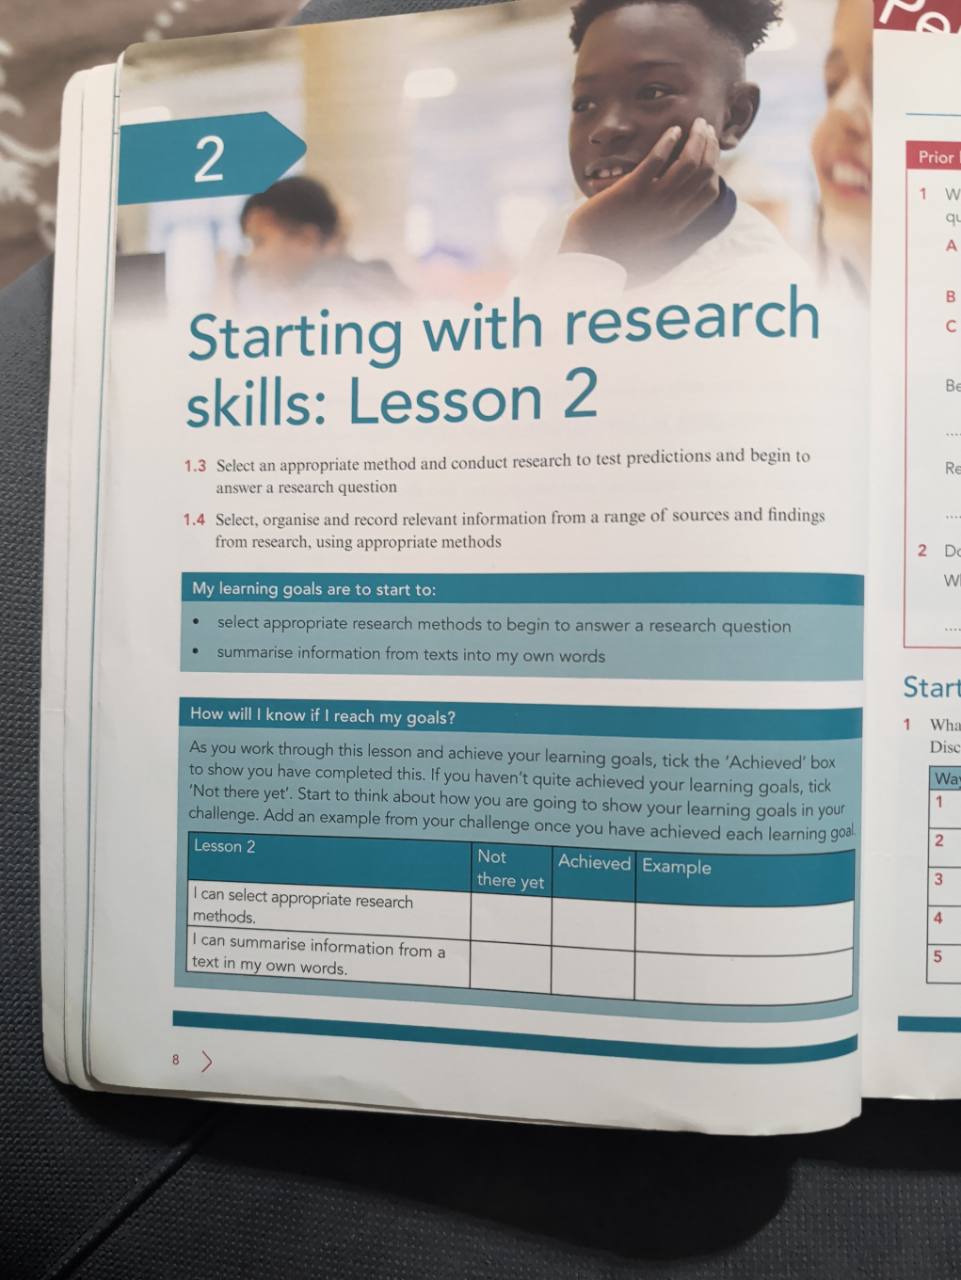 2
Starting with research
skills: Lesson 2
1.3 Select an appropriate method and conduct research to test predictions and begin to
answer a research question
1.4 Select, organise and record relevant information from a range of sources and findings
from research, using appropriate methods
My learning goals are to start to:
• select appropriate research methods to begin to answer a research question
• summarise information from texts into my own words
How will I know if I reach my goals?
As you work through this lesson and achieve your learning goals, tick the ‘Achieved’ box
to show you have completed this. If you haven’t quite achieved your learning goals, tick
‘Not there yet’. Start to think about how you are going to show your learning goals in your
challenge. Add an example from your challenge once you have achieved each learning goal.
Lesson 2
Not
there yet
Achieved
Example
I can select appropriate research
methods.
I can summarise information from a
text in my own words.
8
Prior
1
A
B
C
2
Start
1
1
2
3
4
5